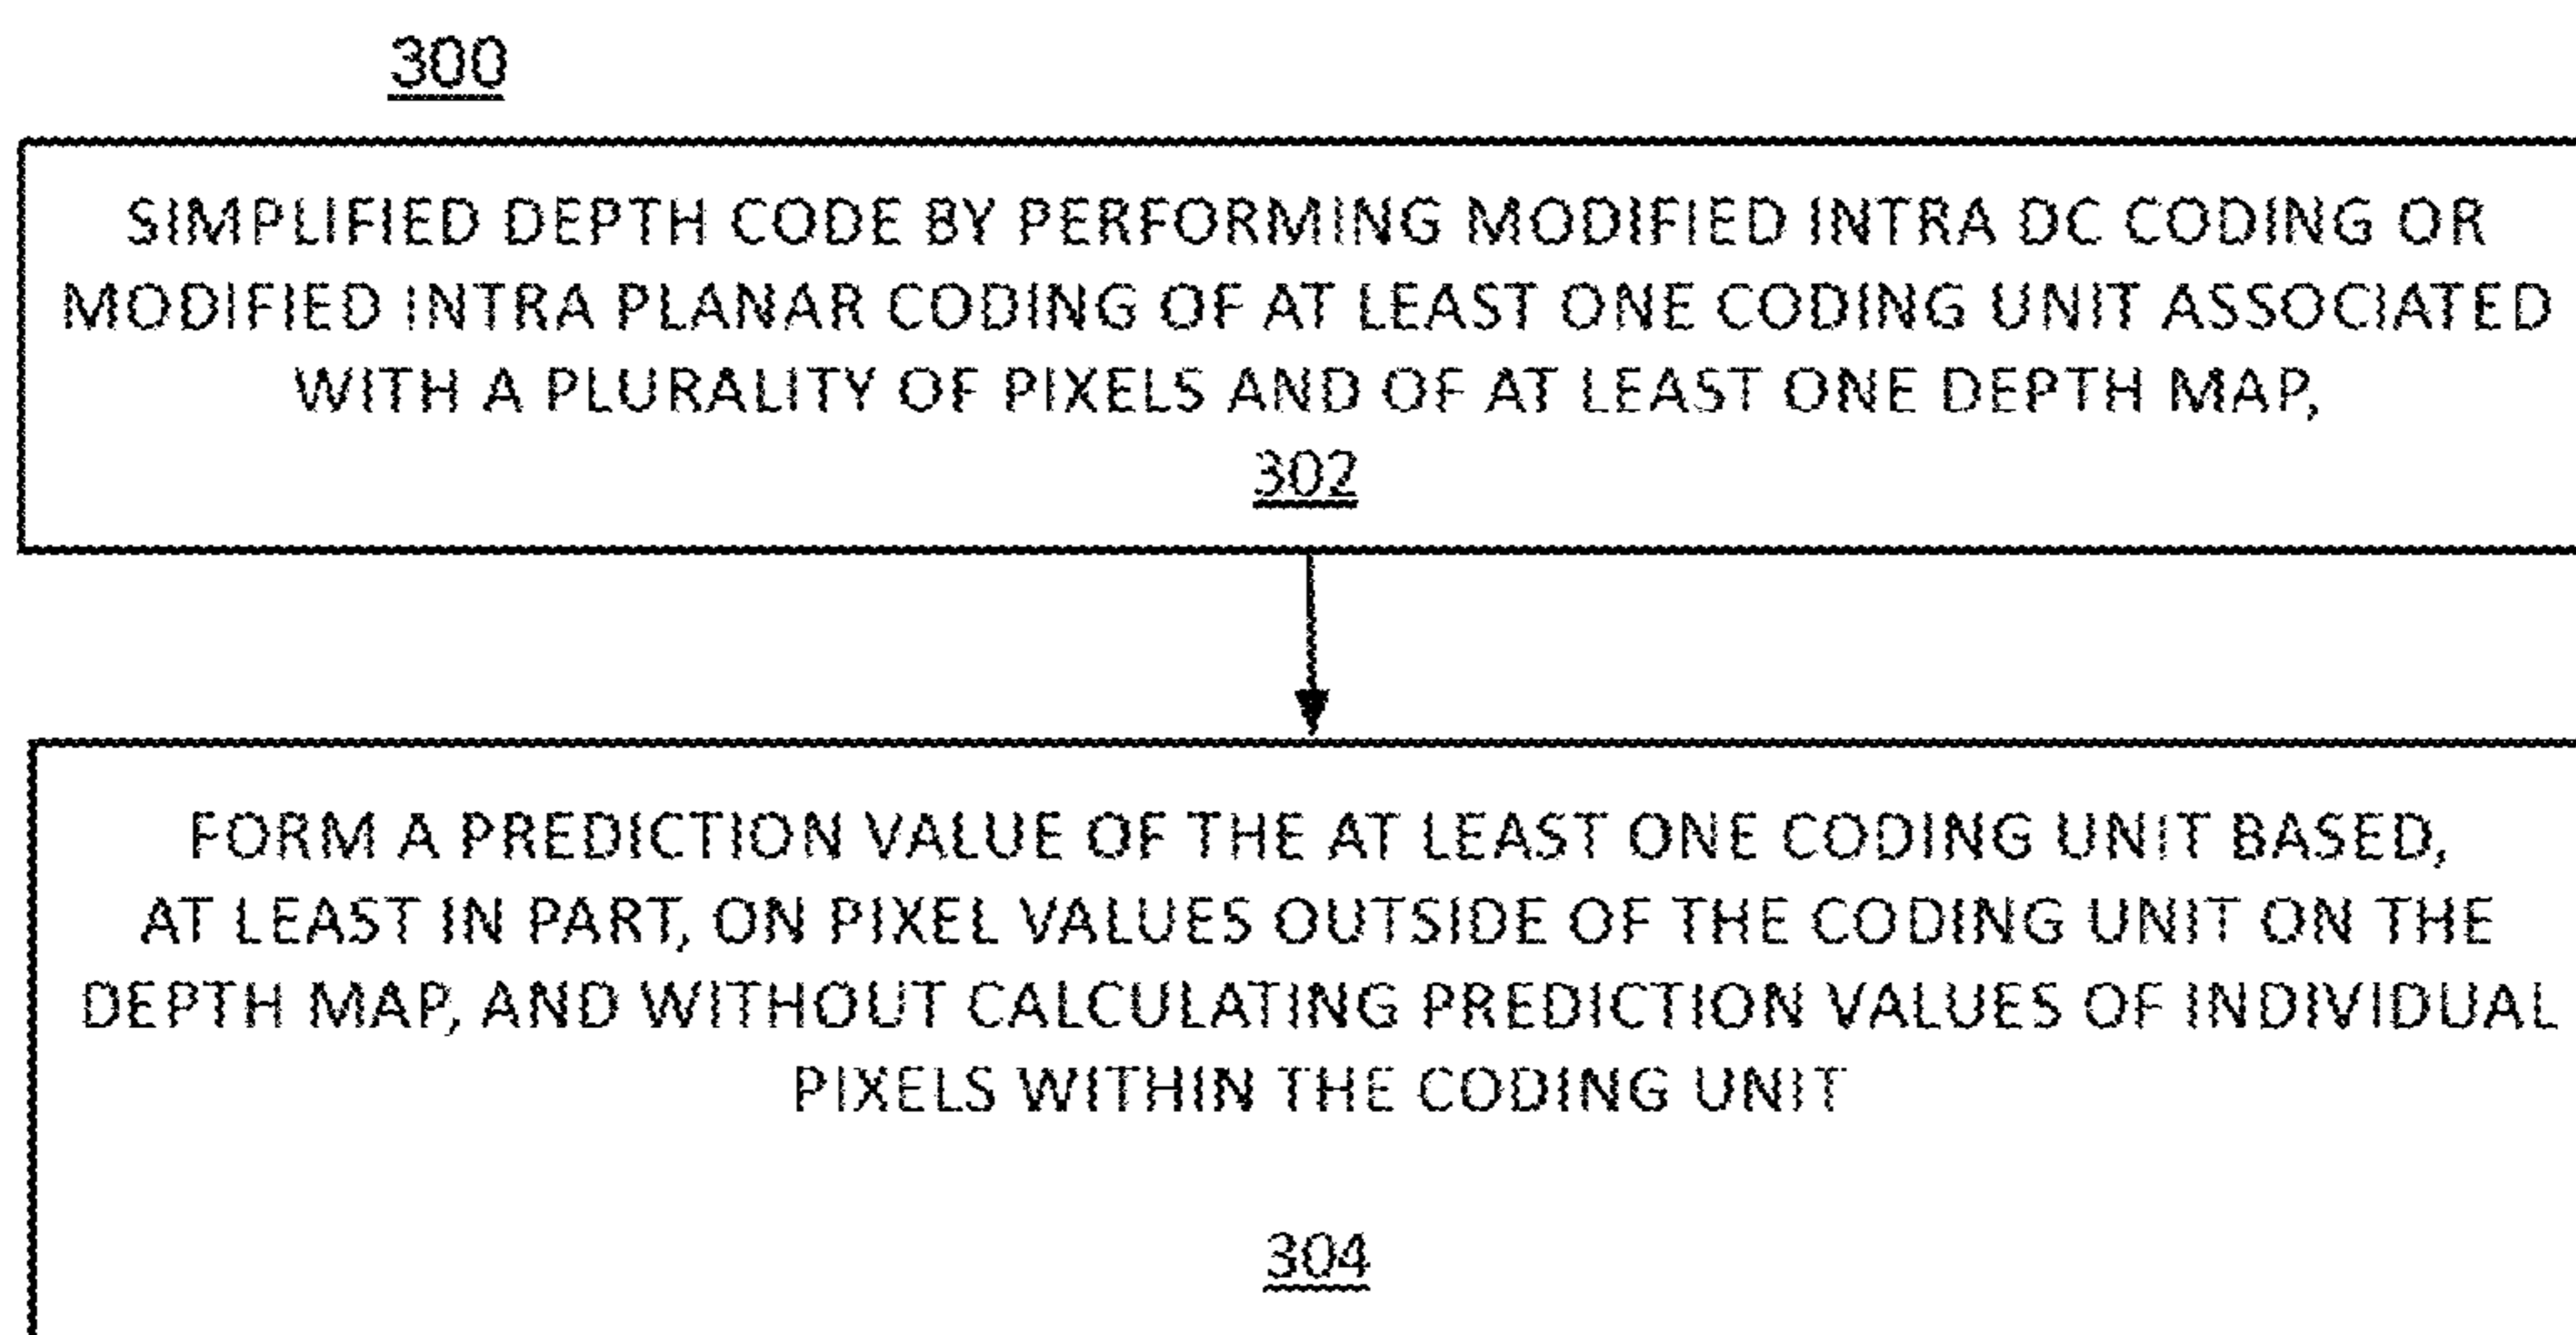 300
SIMPLIFIED DEPTH CODE BY PERFORMING MODIFIED INTRA DC CODING OR
MODIFIED INTRA PLANAR CODING OF AT LEAST ONE CODING UNIT ASSOCIATED
WITH A PLURALITY OF PIXELS AND OF AT LEAST ONE DEPTH MAP,
302
FORM A PREDICTION VALUE OF THE AT LEAST ONE CODING UNIT BASED,
AT LEAST IN PART, ON PIXEL VALUES OUTSIDE OF THE CODING UNIT ON THE
DEPTH MAP, AND WITHOUT CALCULATING PREDICTION VALUES OF INDIVIDUAL
PIXELS WITHIN THE CODING UNIT
304